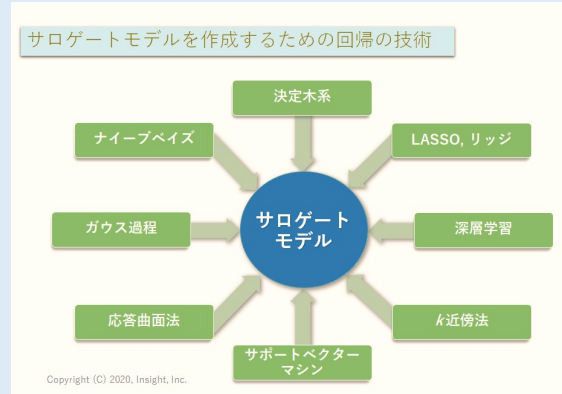 サロゲートモデルを作成するための回帰の技術
決定木系
ナイーブベイズ
LASSO, リッジ
サロゲート
モデル
ガウス過程
深層学習
応答曲面法
k近傍法
サポートベクター
マシン
Copyright (C) 2020, Insight, Inc.